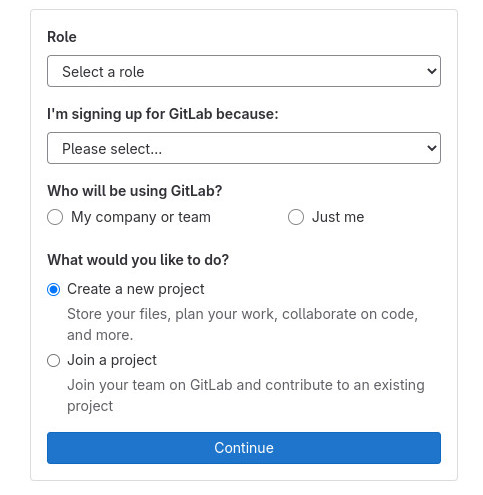 Role
Select a role
I'm signing up for GitLab because:
Please select...
Who will be using GitLab?
My company or team
Just me
What would you like to do?
Create a new project
Store your files, plan your work, collaborate on code,
and more.
Join a project
Join your team on GitLab and contribute to an existing
project
Continue